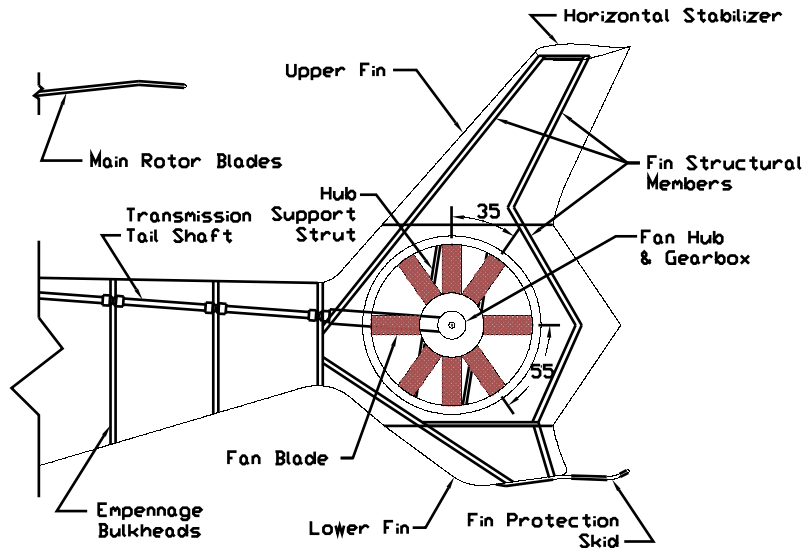 Horizontal Stabilizer
Upper Fin
Main Rotor Blades
Fin Structural
Members
Hub
Support
Strut
Transmission
Tail Shaft
35
Fan Hub
& Gearbox
55
Fan Blade
Empennage
Bulkheads
Lower Fin
Fin Protection
Skid